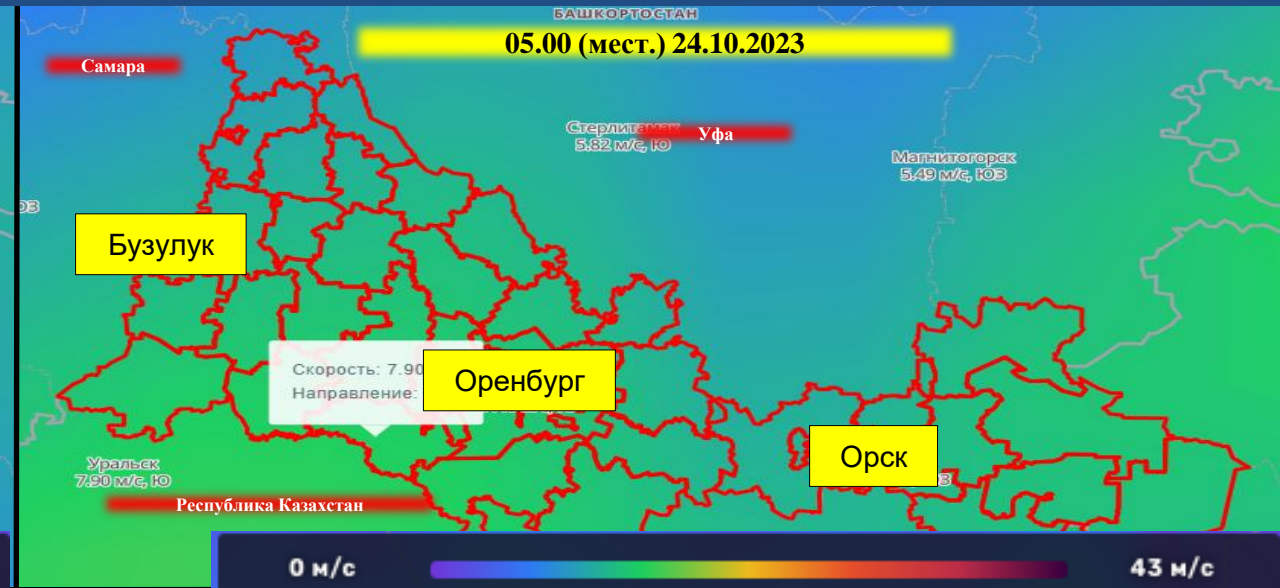 БАШКОРТОСТАН
05.00 (мест.) 24.10.2023
Самара
Стерлитамак
5.82 м/с, Ю
Уфа
Магнитогорск
5.49 м/с, ЮЗ
ЮЗ
Бузулук
Скорость: 7.90
Направление:
Оренбург
Орск
Уральск
7.90 м/с, Ю
Республика Казахстан
0 м/с
43 м/с